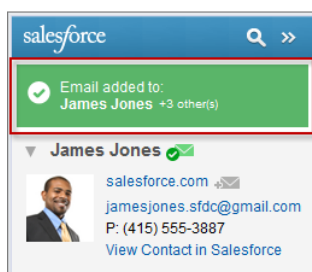 salesforce
Email added to:
James Jones +3 other(s)
James Jones
salesforce.com
jamesjones.sfdc@gmail.com
P: (415) 555-3887
View Contact in Salesforce